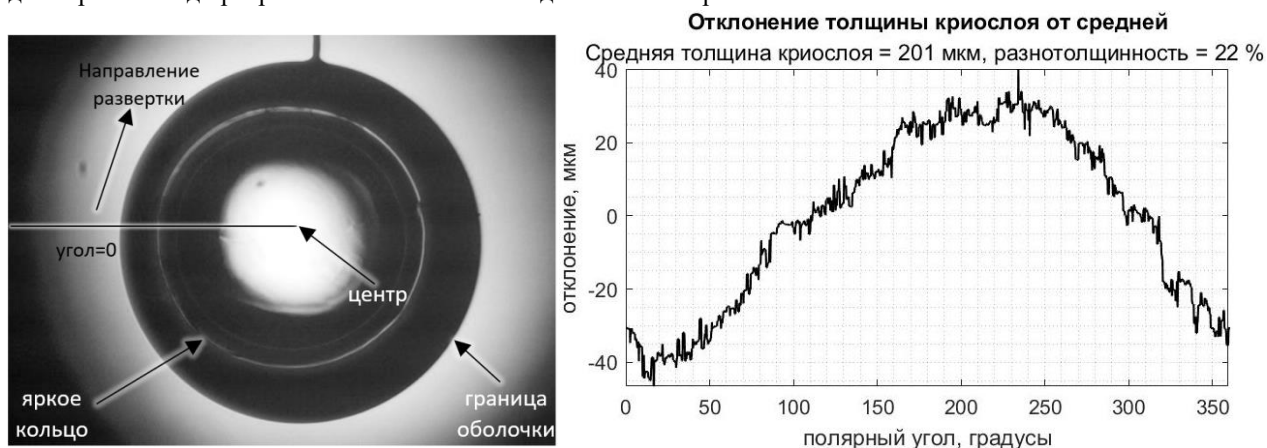 Направление
развертки
угол=0
центр
яркое
кольцо
граница
оболочки
Отклонение толщины криослоя от средней
Средняя толщина криослоя = 201 мкм, разнотолщинность = 22 %
отклонение, мкм
40
20
0
-20
-40
0 50 100 150 200 250 300 350
полярный угол, градусы